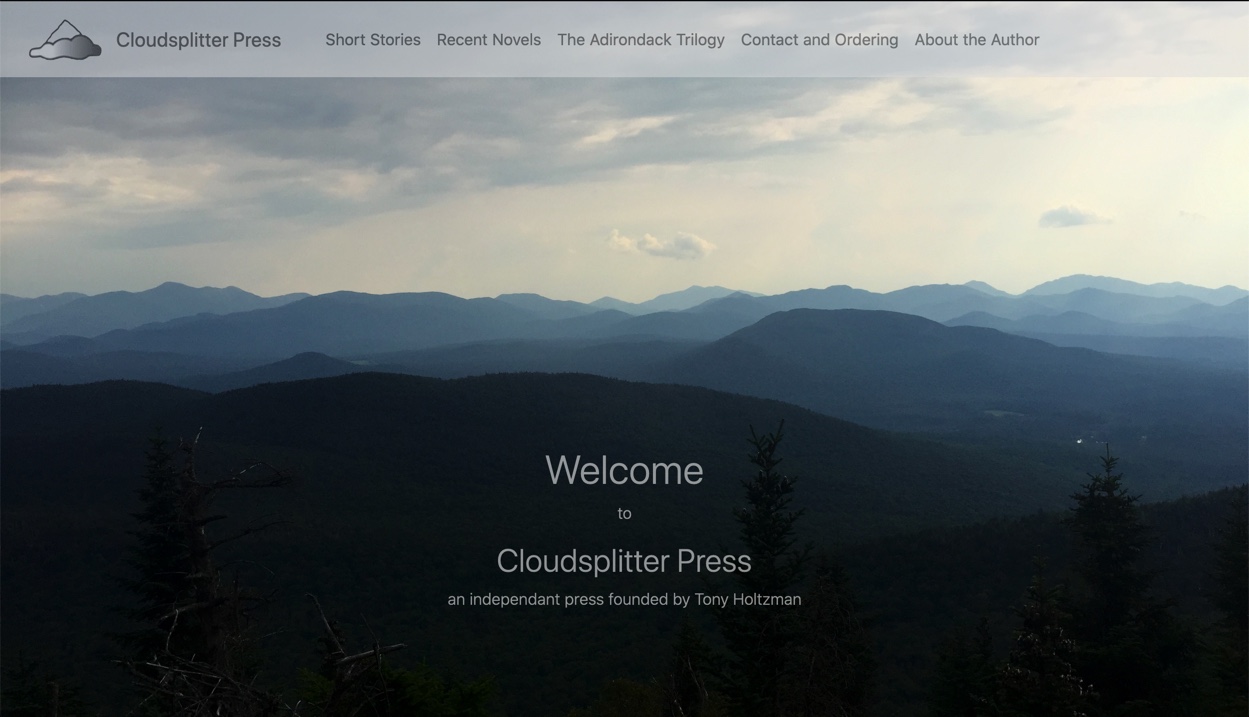 Cloudsplitter Press
Short Stories Recent Novels The Adirondack Trilogy Contact and Ordering About the Author
Welcome
to
Cloudsplitter Press
an independant press founded by Tony Holtzman